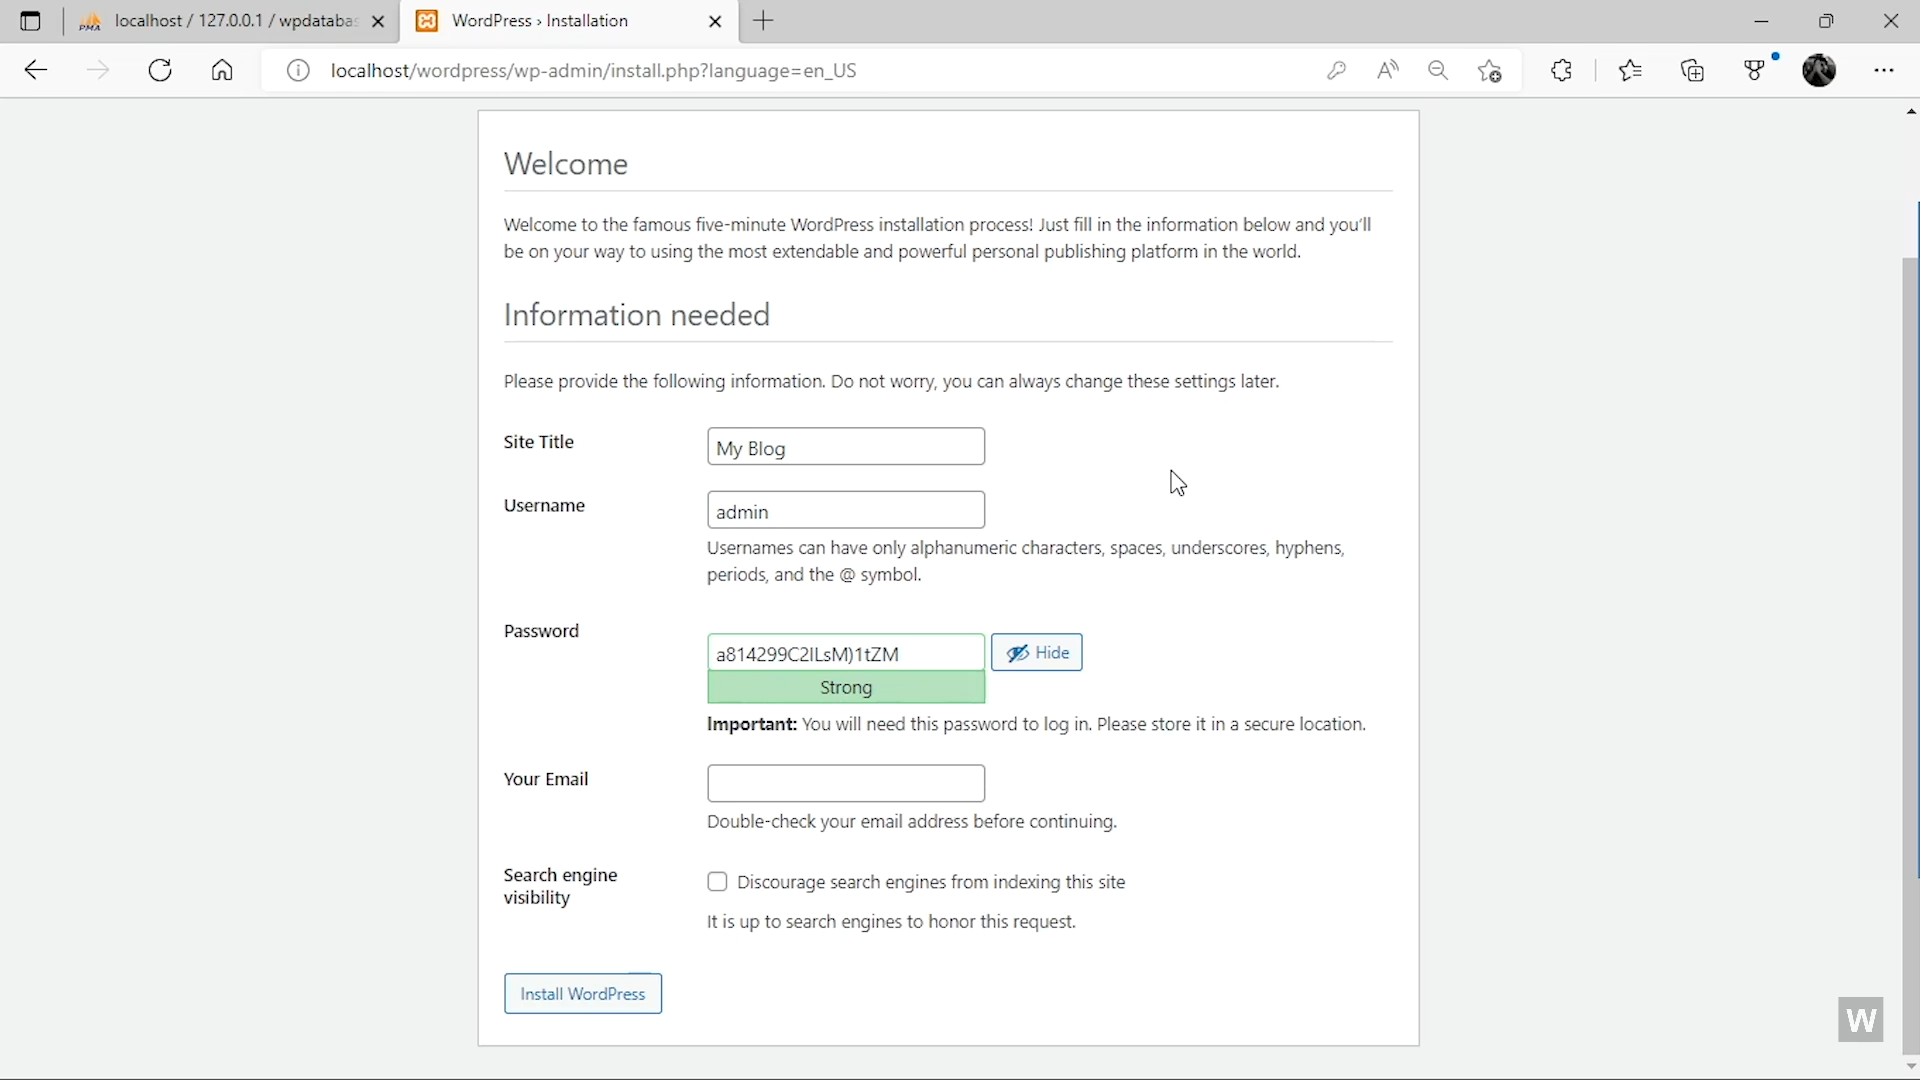 PMA localhost / 127.0.0.1 / wpdataba
WordPress › Installation
localhost/wordpress/wp-admin/install.php?language=en_US
Welcome
Welcome to the famous five-minute WordPress installation process! Just fill in the information below and you'll
be on your way to using the most extendable and powerful personal publishing platform in the world.
Information needed
Please provide the following information. Do not worry, you can always change these settings later.
Site Title
My Blog
Username
admin
Usernames can have only alphanumeric characters, spaces, underscores, hyphens,
periods, and the @ symbol.
Password
a814299C2ILsM)1tZM
Hide
Strong
Important: You will need this password to log in. Please store it in a secure location.
Your Email
Double-check your email address before continuing.
Search engine
visibility
Discourage search engines from indexing this site
It is up to search engines to honor this request.
Install WordPress
W